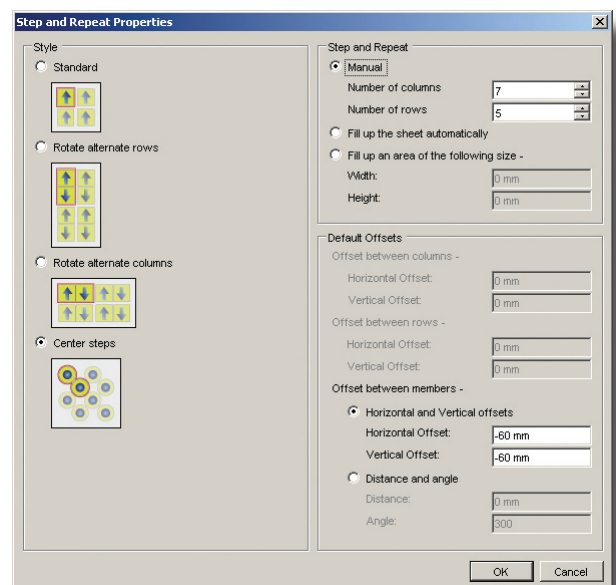 Step and Repeat Properties
Style
Standard
Rotate alternate rows
Rotate alternate columns
Center steps
Step and Repeat
Manual
Number of columns 7
Number of rows 5
Fill up the sheet automatically
Fill up an area of the following size -
Width: 0 mm
Height: 0 mm
Default Offsets
Offset between columns -
Horizontal Offset: 0 mm
Vertical Offset: 0 mm
Offset between rows -
Horizontal Offset: 0 mm
Vertical Offset: 0 mm
Offset between members -
Horizontal and Vertical offsets
Horizontal Offset: -60 mm
Vertical Offset: -60 mm
Distance and angle
Distance: 0 mm
Angle: 300
OK Cancel